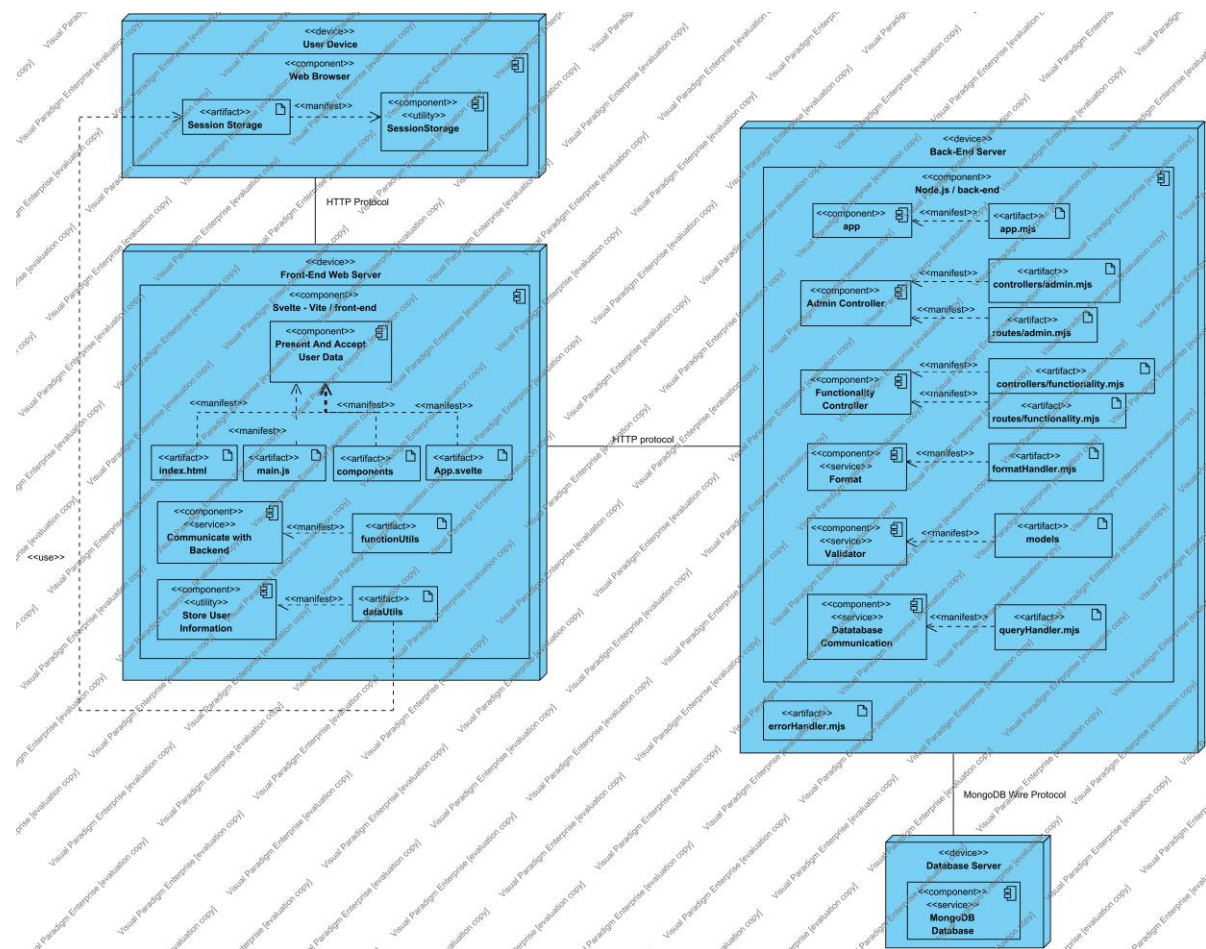 <<device>>
User Device
<<component>>
Web Browser
<<artifact>>
Session Storage
<<manifest>>
<<component>>
<<utility>>
SessionStorage
HTTP Protocol
<<device>>
Front-End Web Server
<<component>>
Svelte - Vite / front-end
<<component>>
Present And Accept
User Data
<<manifest>>
<<manifest>>
<<manifest>>
<<manifest>>
<<artifact>>
index.html
<<artifact>>
main.js
<<artifact>>
components
<<artifact>>
App.svelte
<<component>>
<<service>>
Communicate with
Backend
<<manifest>>
<<artifact>>
functionUtils
<<use>>
<<component>>
<<utility>>
Store User
Information
<<manifest>>
<<artifact>>
dataUtils
HTTP protocol
<<device>>
Back-End Server
<<component>>
Node.js / back-end
<<component>>
app
<<manifest>>
<<artifact>>
app.mjs
<<component>>
Admin Controller
<<manifest>>
<<artifact>>
controllers/admin.mjs
<<manifest>>
<<artifact>>
routes/admin.mjs
<<component>>
Functionality
Controller
<<manifest>>
<<artifact>>
controllers/functionality.mjs
<<manifest>>
<<artifact>>
routes/functionality.mjs
<<component>>
<<service>>
Format
<<manifest>>
<<artifact>>
formatHandler.mjs
<<component>>
<<service>>
Validator
<<manifest>>
<<artifact>>
models
<<component>>
<<service>>
Datatabase
Communication
<<manifest>>
<<artifact>>
queryHandler.mjs
<<artifact>>
errorHandler.mjs
MongoDB Wire Protocol
<<device>>
Database Server
<<component>>
<<service>>
MongoDB
Database
Visual Paradigm Enterprise [evaluation copy]